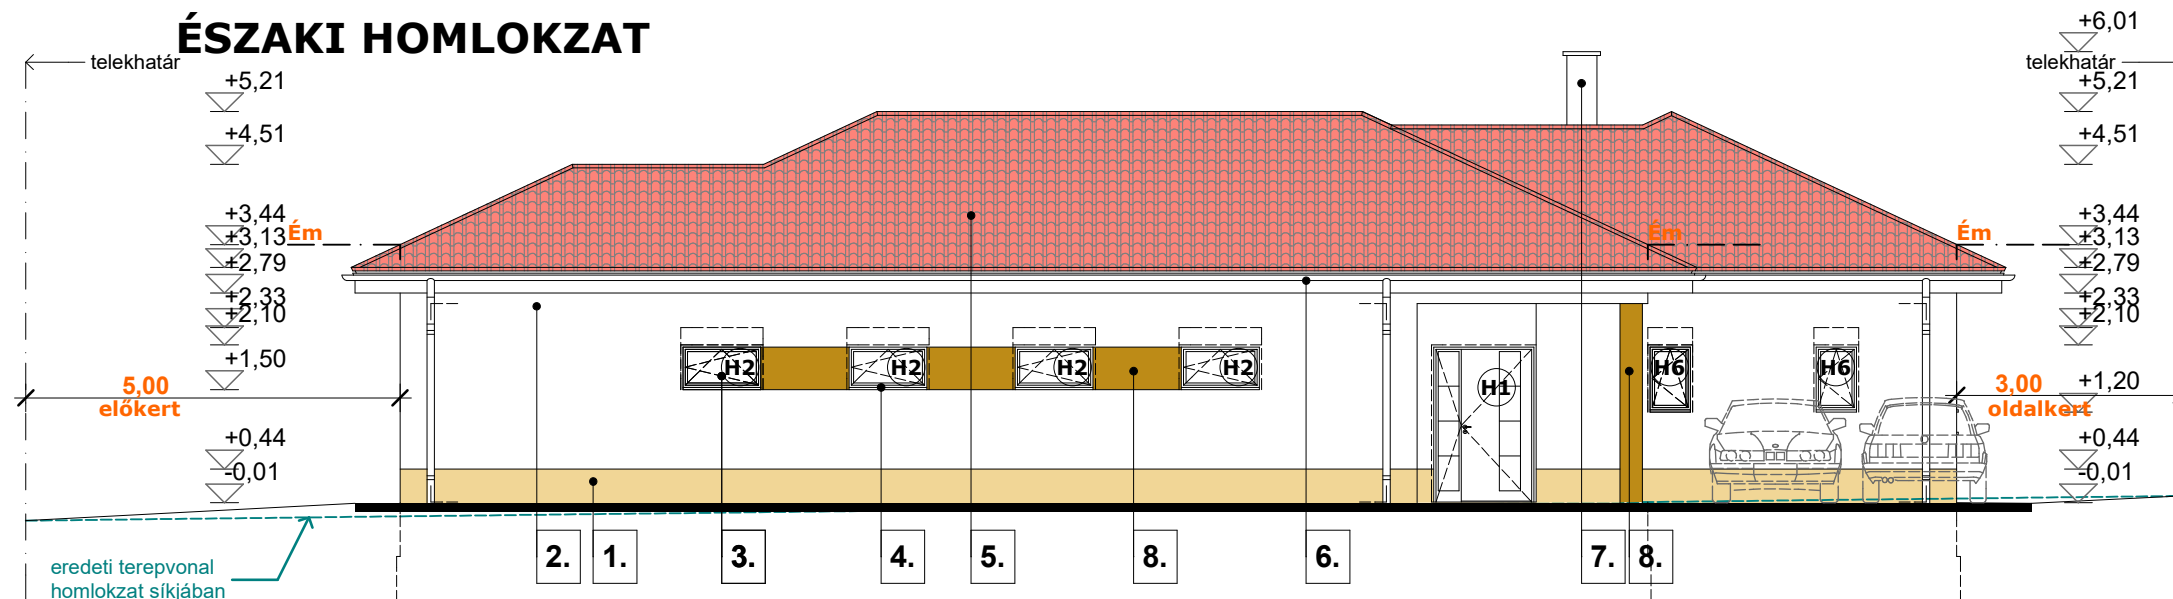 ÉSZAKI HOMLOKZAT
telekhatár
telekhatár
+6,01
+5,21
+5,21
+4,51
+4,51
+3,44
+3,44
Ém
Ém
Ém
+3,13
+3,13
+2,79
+2,79
+2,33
+2,33
+2,10
+2,10
+1,50
H2
H2
H2
H2
H1
H6
H6
5,00
előkert
3,00
oldalkert
+1,20
+0,44
+0,44
-0,01
-0,01
2.
1.
3.
4.
5.
8.
6.
7.
8.
eredeti terepvonal
homlokzat síkjában